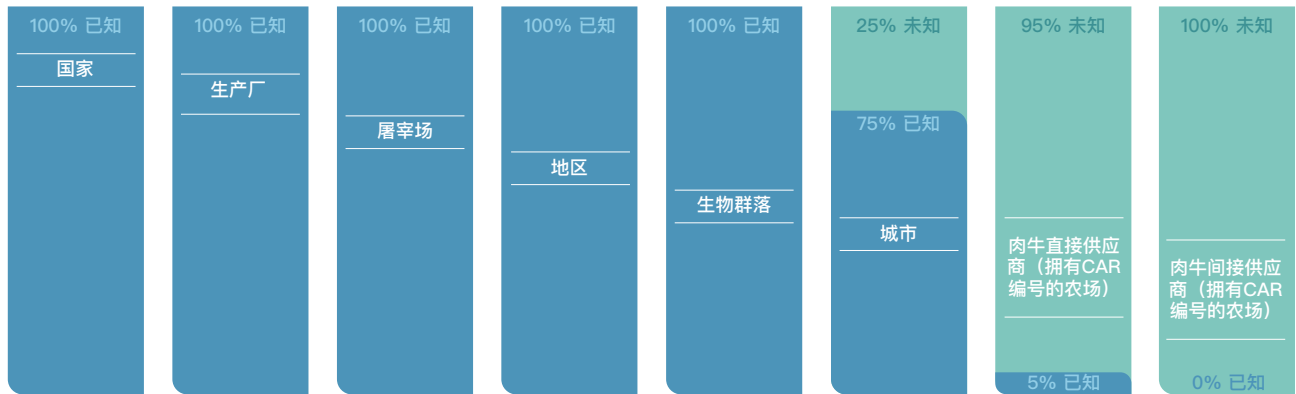 100% 已知
国家
100% 已知
生产厂
100% 已知
屠宰场
100% 已知
地区
100% 已知
生物群落
25% 未知
75% 已知
城市
95% 未知
肉牛直接供应
商（拥有CAR
编号的农场）
5% 已知
100% 未知
肉牛间接供应
商（拥有CAR
编号的农场）
0% 已知